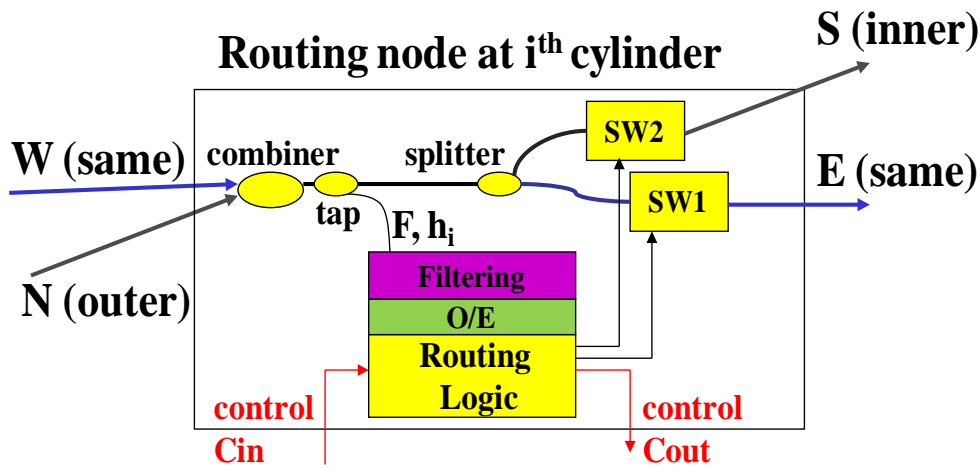 S (inner)
Routing node at iᵗʰ cylinder
SW2
W (same)
combiner
splitter
E (same)
SW1
tap
F, hᵢ
N (outer)
Filtering
O/E
Routing
Logic
control
Cin
control
Cout